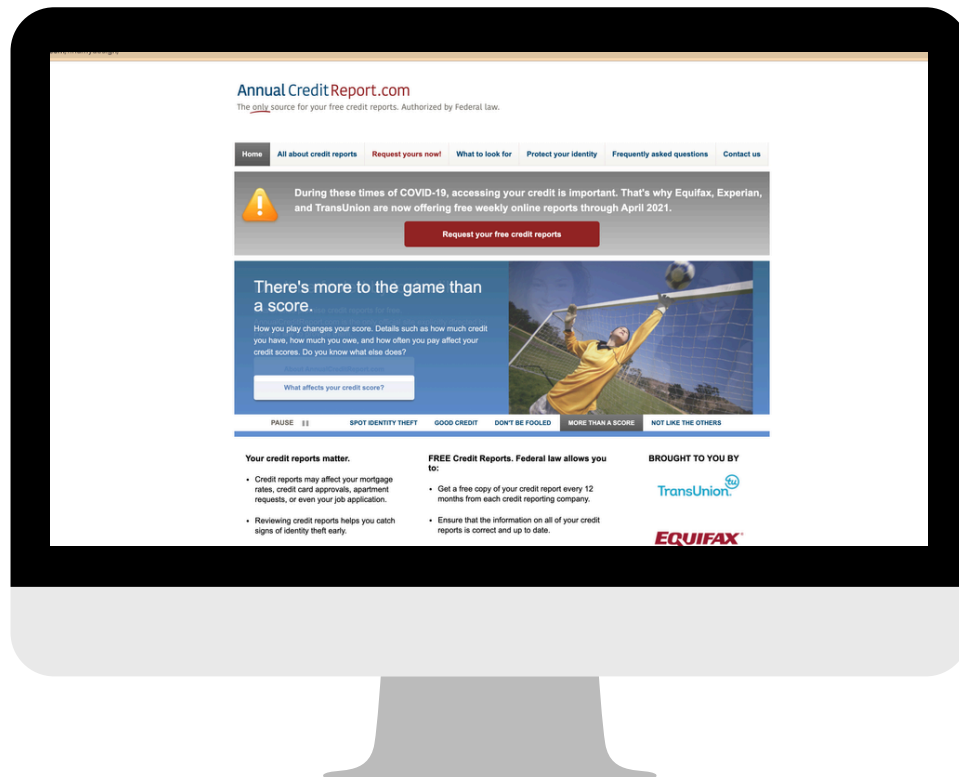 AnnualCreditReport.com
The only source for your free credit reports. Authorized by Federal law.
Home All about credit reports Request yours now! What to look for Protect your identity Frequently asked questions Contact us
During these times of COVID-19, accessing your credit is important. That's why Equifax, Experian,
and TransUnion are now offering free weekly online reports through April 2021.
Request your free credit reports
There's more to the game than
a score.
How you play changes your score. Details such as how much credit
you have, how much you owe, and how often you pay affect your
credit scores. Do you know what else does?
What affects your credit score?
PAUSE SPOT IDENTITY THEFT GOOD CREDIT DON'T BE FOOLED MORE THAN A SCORE NOT LIKE THE OTHERS
Your credit reports matter.
• Credit reports may affect your mortgage
rates, credit card approvals, apartment
requests, or even your job application.
• Reviewing credit reports helps you catch
signs of identity theft early.
FREE Credit Reports. Federal law allows you
to:
• Get a free copy of your credit report every 12
months from each credit reporting company.
• Ensure that the information on all of your credit
reports is correct and up to date.
BROUGHT TO YOU BY
tu
TransUnion.
EQUIFAX